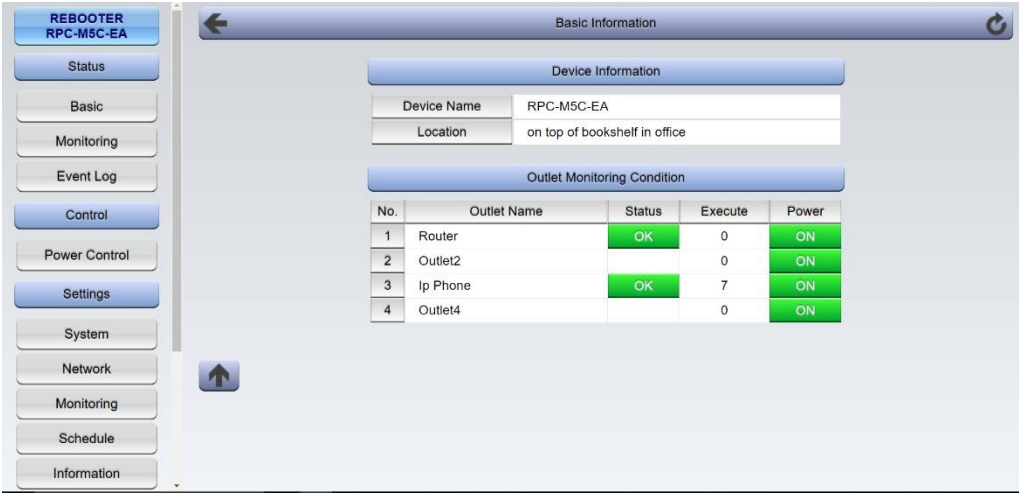 REBOOTER
RPC-M5C-EA
Status
Basic
Monitoring
Event Log
Control
Power Control
Settings
System
Network
Monitoring
Schedule
Information
Basic Information
Device Information
Device Name RPC-M5C-EA
Location on top of bookshelf in office
Outlet Monitoring Condition
No. Outlet Name Status Execute Power
1 Router OK 0 ON
2 Outlet2 0 ON
3 Ip Phone OK 7 ON
4 Outlet4 0 ON